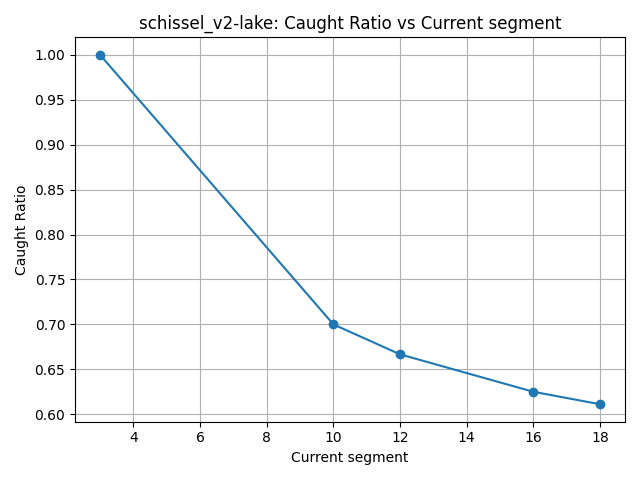 schissel_v2-lake: Caught Ratio vs Current segment
1.00
0.95
0.90
0.85
0.80
0.75
0.70
0.65
0.60
Caught Ratio
4 6 8 10 12 14 16 18
Current segment